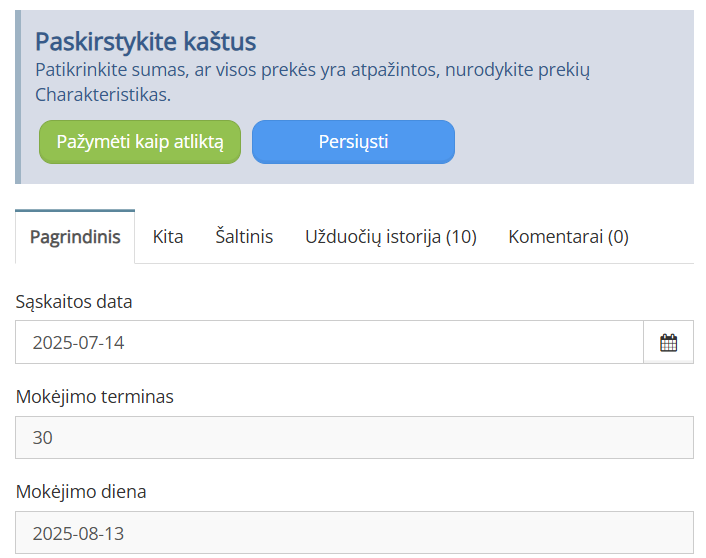 Paskirstykite kaštus
Patikrinkite sumas, ar visos prekės yra atpažintos, nurodykite prekių
Charakteristikas.
Pažymėti kaip atliktą
Persiųsti
Pagrindinis
Kita
Šaltinis
Užduočių istorija (10)
Komentarai (0)
Sąskaitos data
2025-07-14
Mokėjimo terminas
30
Mokėjimo diena
2025-08-13